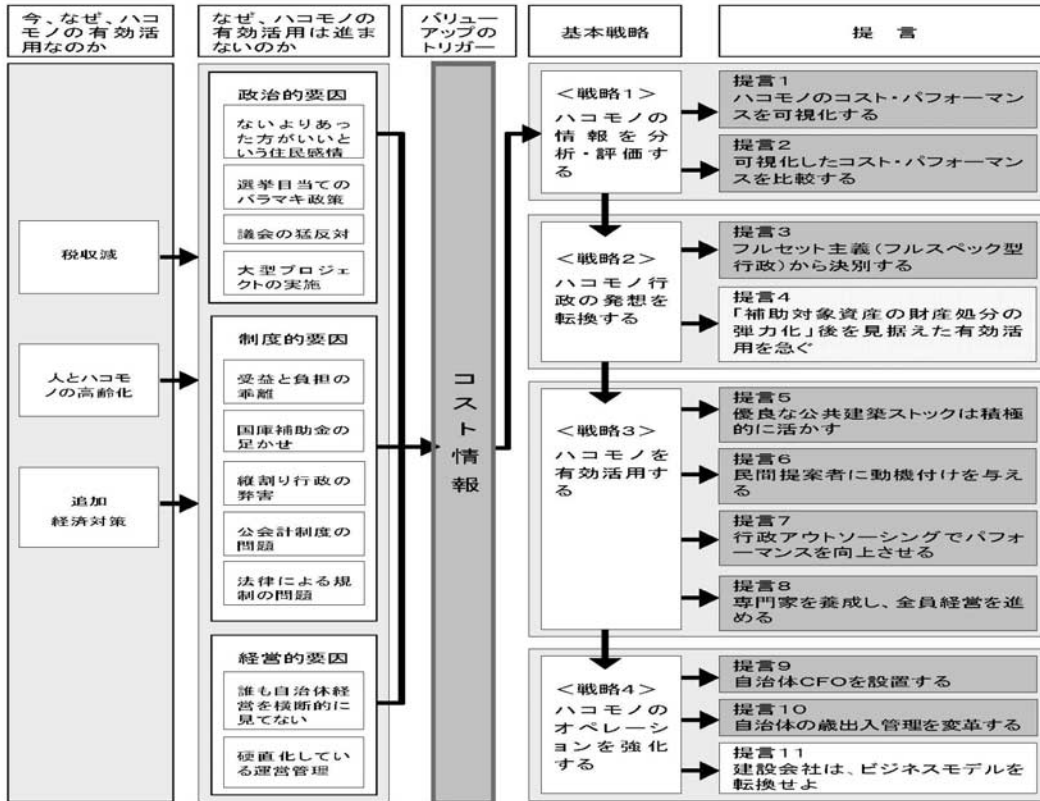 今、なぜ、ハコ
モノの有効活
用なのか
なぜ、ハコモノの
有効活用は進ま
ないのか
バリュー
アップの
トリガー
基本戦略
提言
税収減
人とハコモ
ノの高齢化
追加
経済対策
政治的要因
ないよりあっ
た方がいいと
いう住民感情
選挙目当ての
バラマキ政策
議会の猛反対
大型プロジェ
クトの実施
制度的要因
受益と負担の
乖離
国庫補助金の
足かせ
縦割り行政の
弊害
公会計制度の
問題
法律による規
制の問題
経営的要因
誰も自治体経
営を横断的に
見てない
硬直化してい
る運営管理
コスト情報
＜戦略1＞
ハコモノの
情報を分
析・評価す
る
提言1
ハコモノのコスト・パフォーマン
スを可視化する
提言2
可視化したコスト・パフォーマン
スを比較する
＜戦略2＞
ハコモノ行
政の発想を
転換する
提言3
フルセット主義（フルスペック型
行政）から決別する
提言4
「補助対象資産の財産処分の
弾力化」後を見据えた有効活
用を急ぐ
＜戦略3＞
ハコモノを
有効活用す
る
提言5
優良な公共建築ストックは積極
的に活かす
提言6
民間提案者に動機付けを与え
る
提言7
行政アウトソーシングでパフォ
ーマンスを向上させる
提言8
専門家を養成し、全員経営を進
める
＜戦略4＞
ハコモノの
オペレーシ
ョンを強化
する
提言9
自治体CFOを設置する
提言10
自治体の歳出入管理を変革する
提言11
建設会社は、ビジネスモデルを
転換せよ